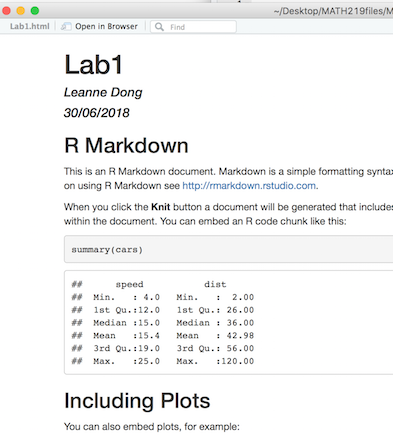 ~/Desktop/MATH219files/M
Lab1.html Open in Browser Find
Lab1
Leanne Dong
30/06/2018
R Markdown
This is an R Markdown document. Markdown is a simple formatting syntax
on using R Markdown see http://rmarkdown.rstudio.com.
When you click the Knit button a document will be generated that includes
within the document. You can embed an R code chunk like this:
summary(cars)
##      speed           dist
##  Min.   : 4.0   Min.   :  2.00
##  1st Qu.:12.0   1st Qu.: 26.00
##  Median :15.0   Median : 36.00
##  Mean   :15.4   Mean   : 42.98
##  3rd Qu.:19.0   3rd Qu.: 56.00
##  Max.   :25.0   Max.   :120.00
Including Plots
You can also embed plots, for example: